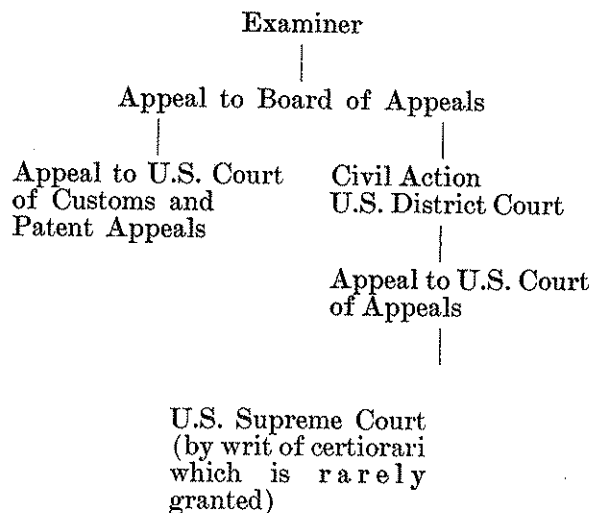 Examiner
Appeal to Board of Appeals
Appeal to U.S. Court
of Customs and
Patent Appeals
Civil Action
U.S. District Court
Appeal to U.S. Court
of Appeals
U.S. Supreme Court
(by writ of certiorari
which is rarely
granted)